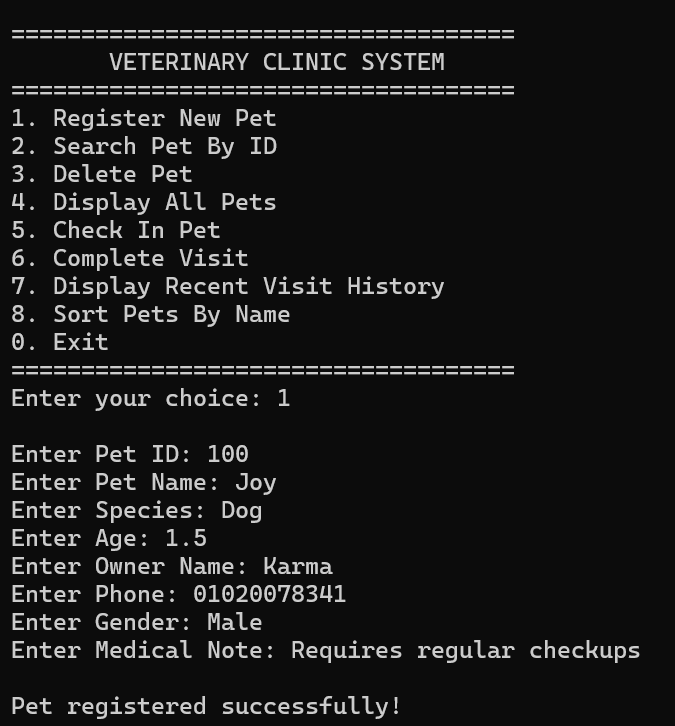 ====================================
VETERINARY CLINIC SYSTEM
====================================
1. Register New Pet
2. Search Pet By ID
3. Delete Pet
4. Display All Pets
5. Check In Pet
6. Complete Visit
7. Display Recent Visit History
8. Sort Pets By Name
0. Exit
====================================
Enter your choice: 1
Enter Pet ID: 100
Enter Pet Name: Joy
Enter Species: Dog
Enter Age: 1.5
Enter Owner Name: Karma
Enter Phone: 01020078341
Enter Gender: Male
Enter Medical Note: Requires regular checkups
Pet registered successfully!